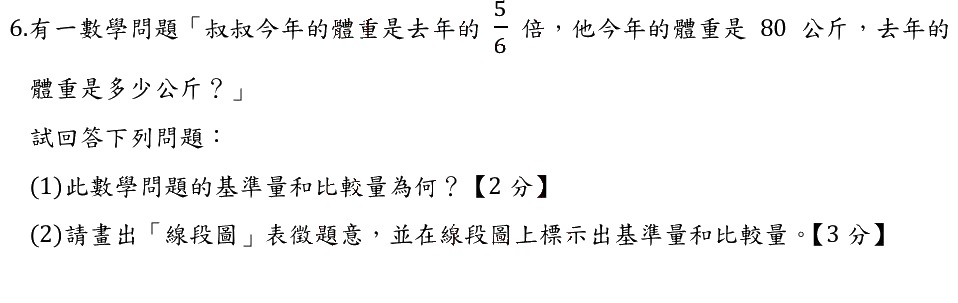 6.有一數學問題「叔叔今年的體重是去年的 5/6 倍，他今年的體重是 80 公斤，去年的
體重是多少公斤？」
試回答下列問題：
(1)此數學問題的基準量和比較量為何？【2 分】
(2)請畫出「線段圖」表徵題意，並在線段圖上標示出基準量和比較量。【3 分】